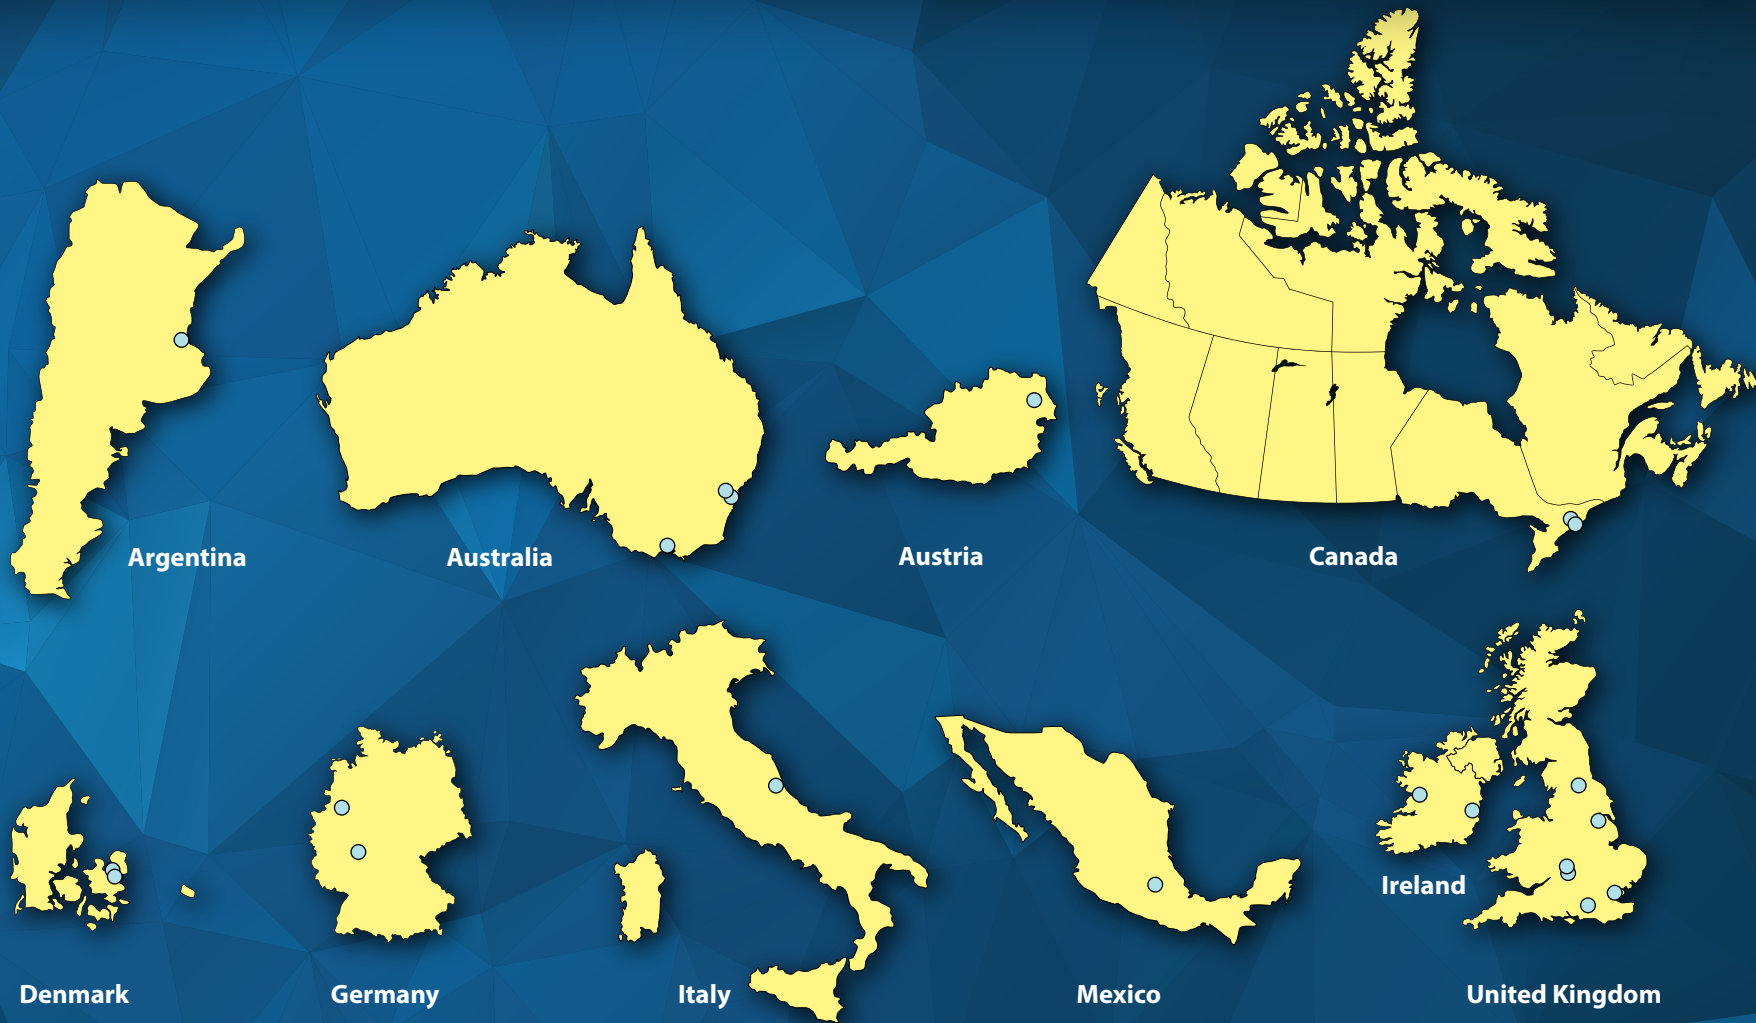 Argentina
Australia
Austria
Canada
Ireland
Denmark
Germany
Italy
Mexico
United Kingdom